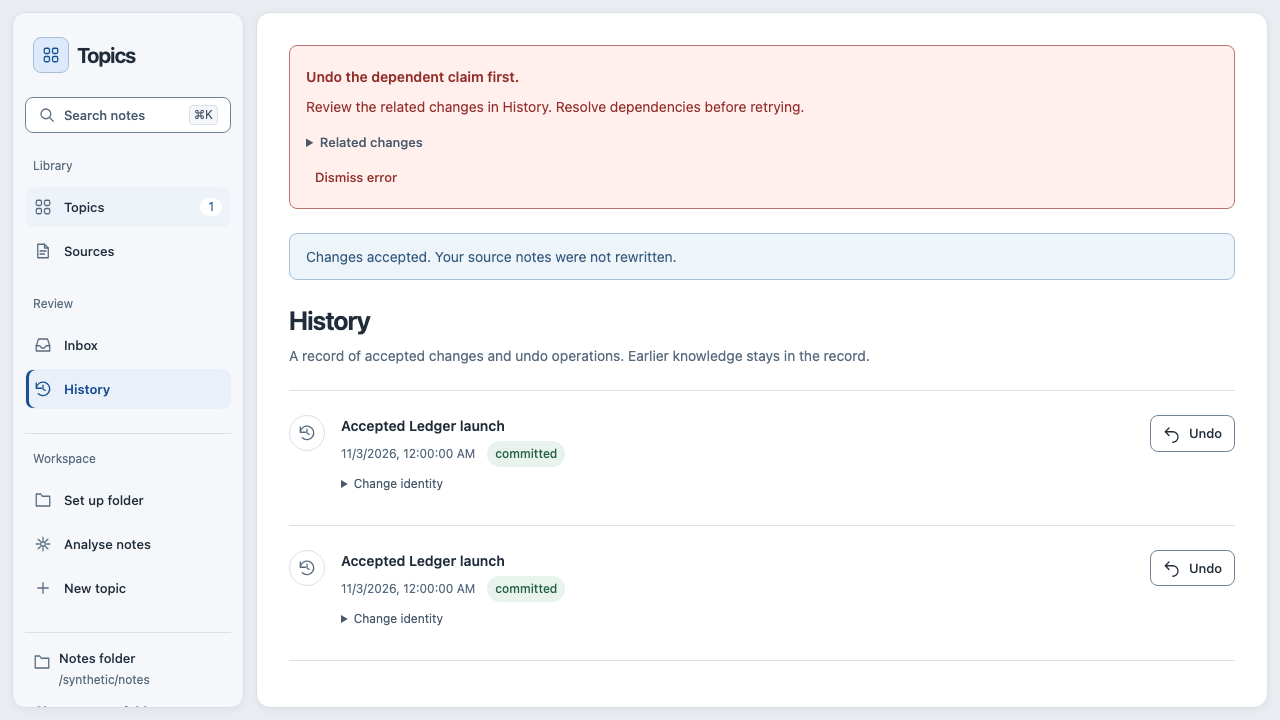 Topics
Search notes ⌘K
Library
Topics 1
Sources
Review
Inbox
History
Workspace
Set up folder
Analyse notes
New topic
Notes folder
/synthetic/notes
Undo the dependent claim first.
Review the related changes in History. Resolve dependencies before retrying.
Related changes
Dismiss error
Changes accepted. Your source notes were not rewritten.
History
A record of accepted changes and undo operations. Earlier knowledge stays in the record.
Accepted Ledger launch
11/3/2026, 12:00:00 AM committed
Change identity
Undo
Accepted Ledger launch
11/3/2026, 12:00:00 AM committed
Change identity
Undo